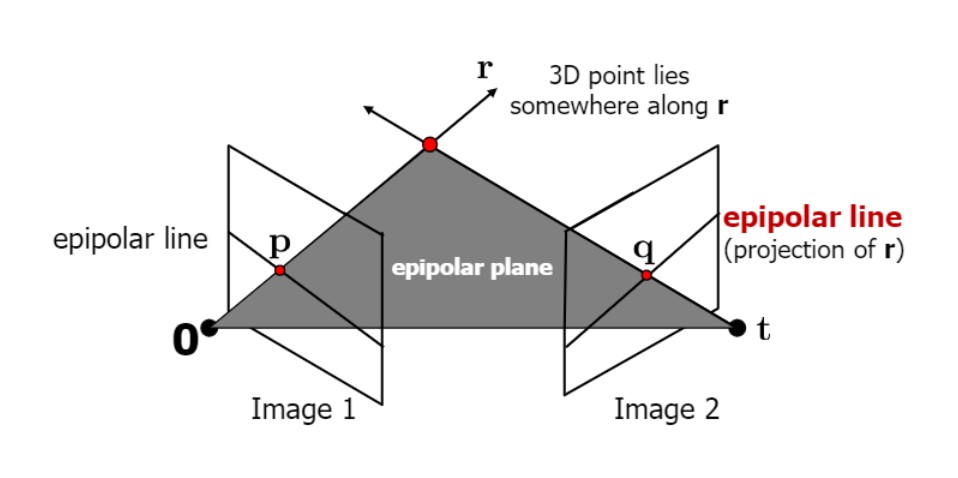 r
3D point lies
somewhere along r
epipolar line
p
epipolar plane
q
epipolar line
(projection of r)
0
t
Image 1
Image 2